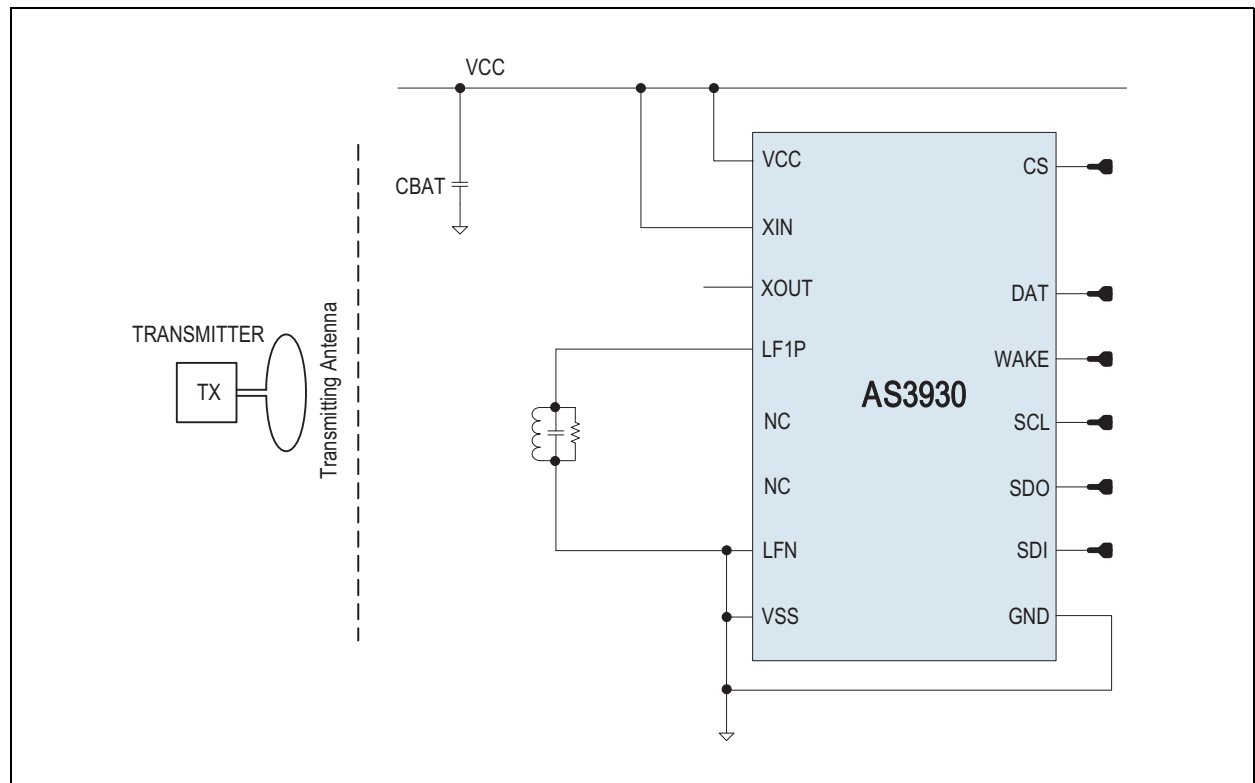 VCC
CBAT
TRANSMITTER
TX
Transmitting Antenna
VCC
XIN
XOUT
LF1P
NC
NC
LFN
VSS
AS3930
CS
DAT
WAKE
SCL
SDO
SDI
GND